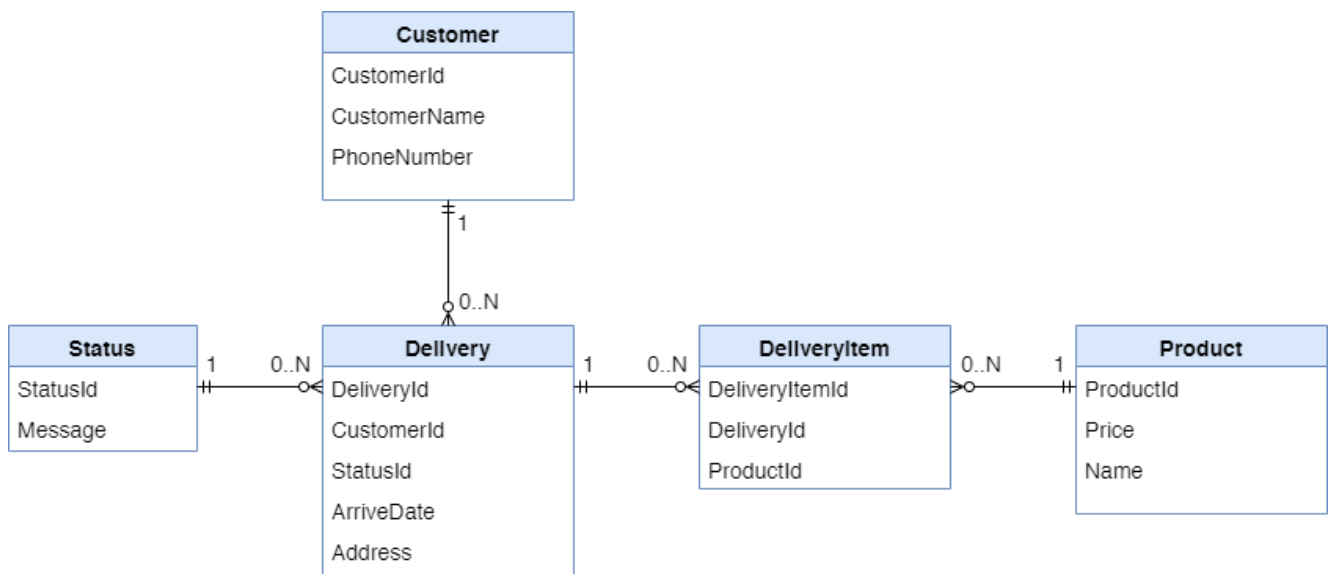 Customer
CustomerId
CustomerName
PhoneNumber
1
0..N
Status
StatusId
Message
1
0..N
Delivery
DeliveryId
CustomerId
StatusId
ArriveDate
Address
1
0..N
DeliveryItem
DeliveryItemId
DeliveryId
ProductId
0..N
1
Product
ProductId
Price
Name